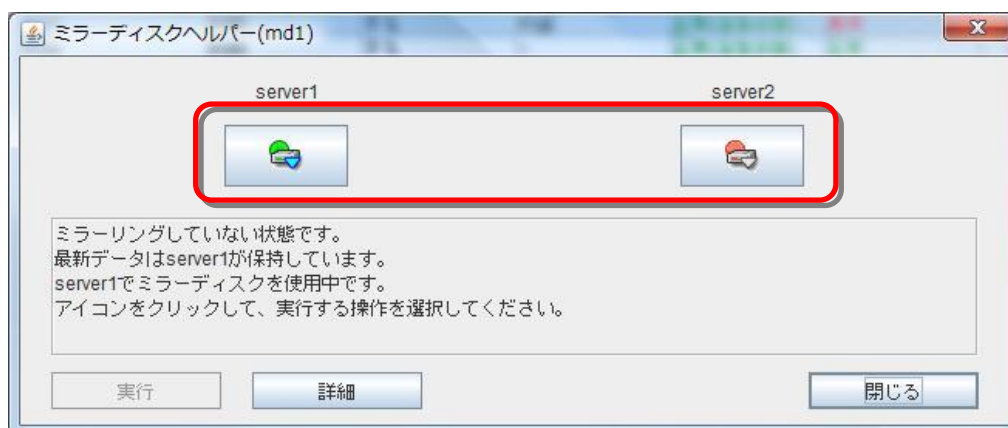 ミラーディスクヘルパー(md1)
server1
server2
ミラーリングしていない状態です。
最新データはserver1が保持しています。
server1でミラーディスクを使用中です。
アイコンをクリックして、実行する操作を選択してください。
実行
詳細
閉じる